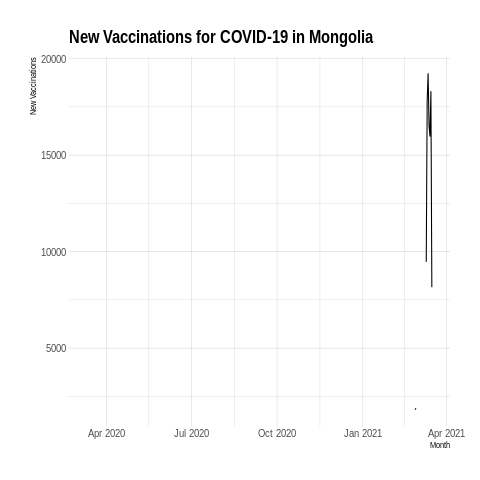 New Vaccinations for COVID-19 in Mongolia
New Vaccinations
20000
15000
10000
5000
Apr 2020 Jul 2020 Oct 2020 Jan 2021 Apr 2021
Month